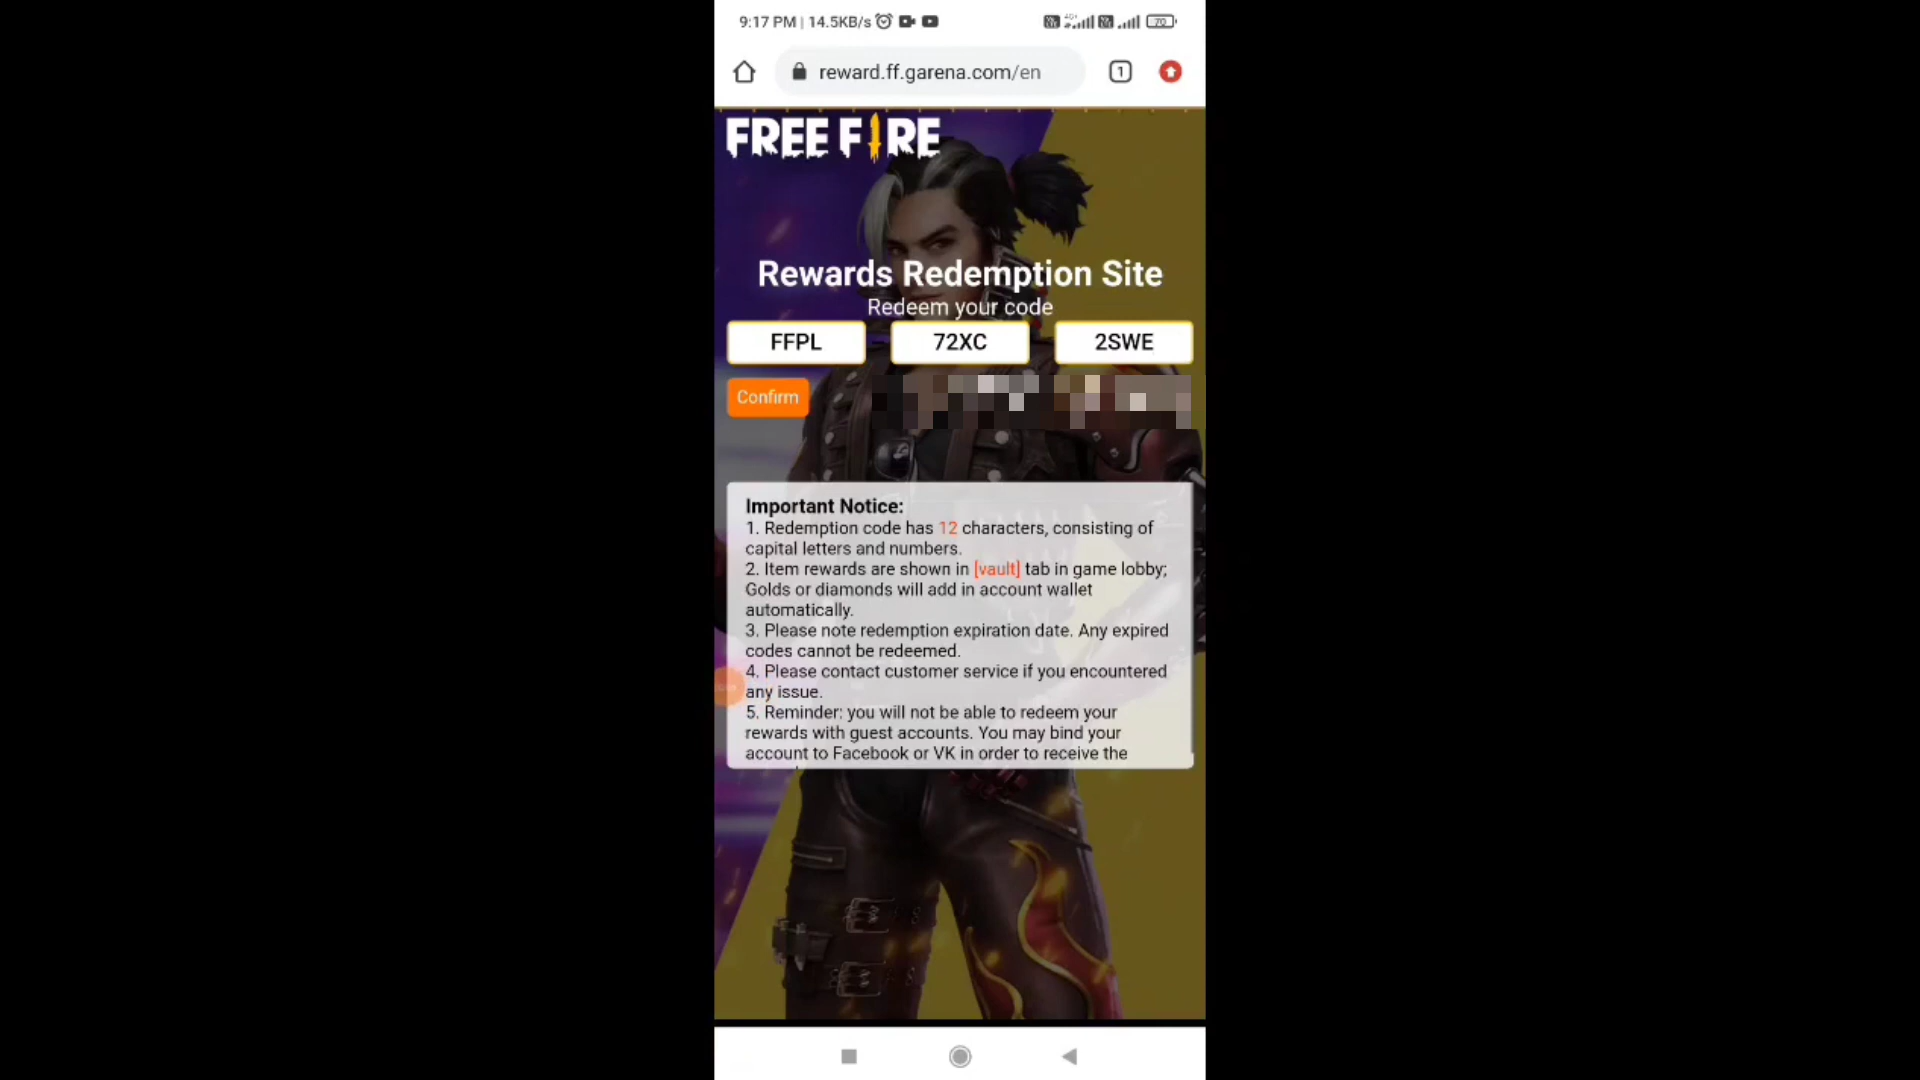 9:17 PM | 14.5KB/s
70
reward.ff.garena.com/en
1
FREE FIRE
Rewards Redemption Site
Redeem your code
FFPL 72XC 2SWE
Confirm
Important Notice:
1. Redemption code has 12 characters, consisting of
capital letters and numbers.
2. Item rewards are shown in [vault] tab in game lobby;
Golds or diamonds will add in account wallet
automatically.
3. Please note redemption expiration date. Any expired
codes cannot be redeemed.
4. Please contact customer service if you encountered
any issue.
5. Reminder: you will not be able to redeem your
rewards with guest accounts. You may bind your
account to Facebook or VK in order to receive the